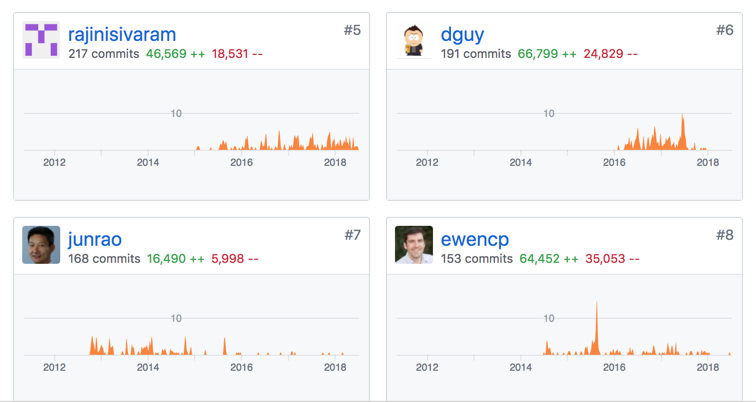 rajinisivaram #5
217 commits 46,569 ++ 18,531 --
10
2012 2014 2016 2018
dguy #6
191 commits 66,799 ++ 24,829 --
10
2012 2014 2016 2018
junrao #7
168 commits 16,490 ++ 5,998 --
10
2012 2014 2016 2018
ewencp #8
153 commits 64,452 ++ 35,053 --
10
2012 2014 2016 2018